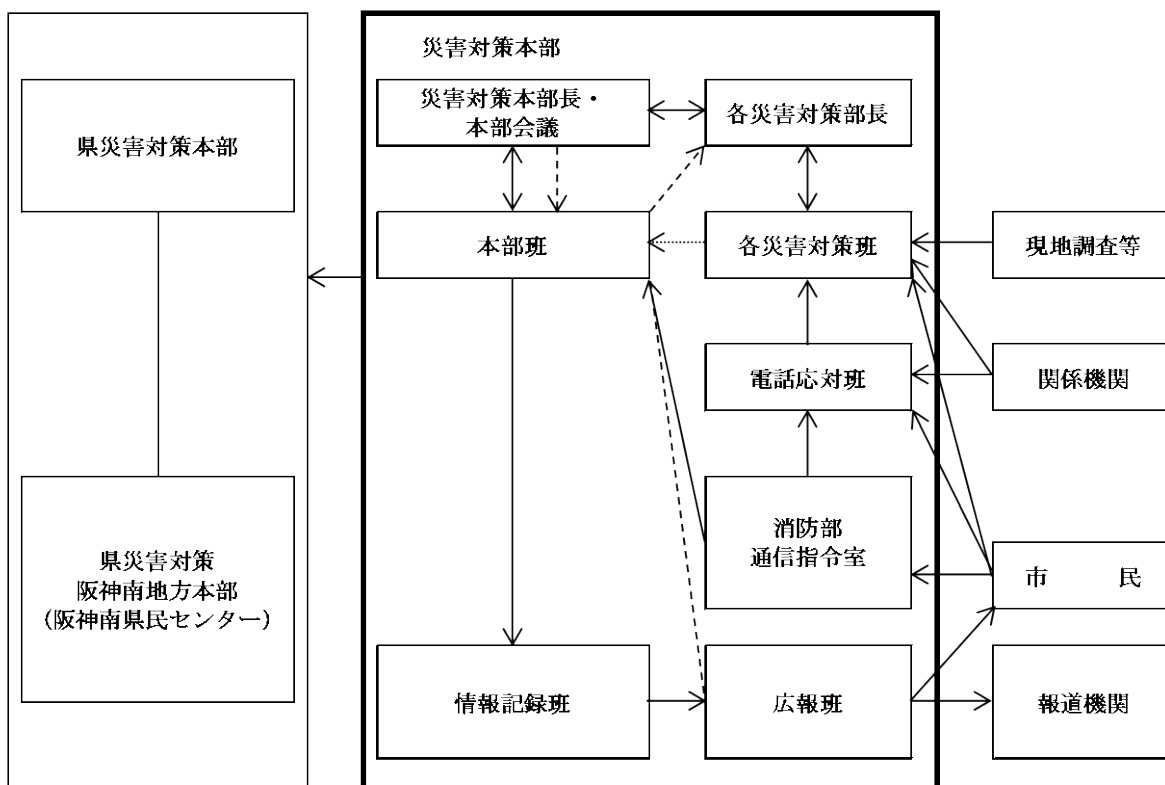 災害対策本部
災害対策本部長・
本部会議
各災害対策部長
県災害対策本部
本部班
各災害対策班
現地調査等
電話応対班
関係機関
消防部
通信指令室
県災害対策
阪神南地方本部
（阪神南県民センター）
市　　民
情報記録班
広報班
報道機関